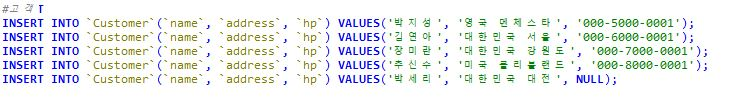 #고객
INSERT INTO `Customer`(`name`, `address`, `hp`) VALUES('박지성', '영국 맨체스타', '000-5000-0001');
INSERT INTO `Customer`(`name`, `address`, `hp`) VALUES('김연아', '대한민국 서울', '000-6000-0001');
INSERT INTO `Customer`(`name`, `address`, `hp`) VALUES('장미란', '대한민국 강원도', '000-7000-0001');
INSERT INTO `Customer`(`name`, `address`, `hp`) VALUES('추신수', '미국 클리블랜드', '000-8000-0001');
INSERT INTO `Customer`(`name`, `address`, `hp`) VALUES('박세리', '대한민국 대전', NULL);